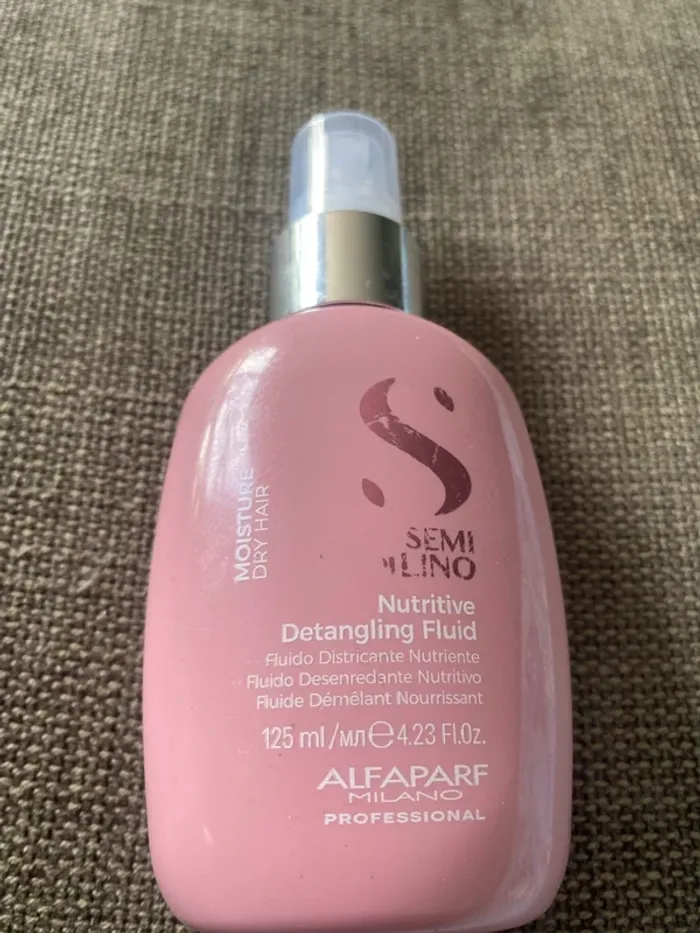 MOISTURE
DRY HAIR
SEMI
LINO
Nutritive
Detangling Fluid
Fluido Districante Nutriente
Fluido Desenredante Nutritivo
Fluide Démêlant Nourrissant
125 ml/мл℮4.23 Fl.Oz.
ALFAPARF
MILANO
PROFESSIONAL